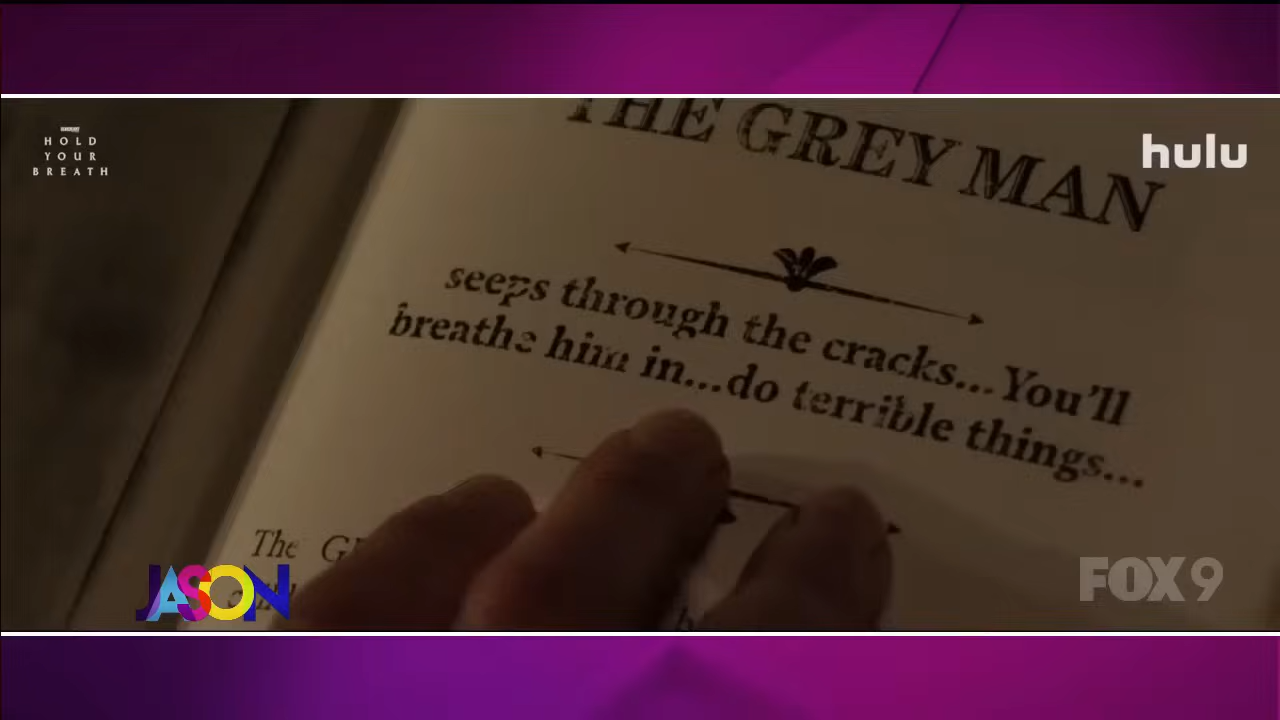 HOLD
YOUR
BREATH
hulu
THE GREY MAN
seeps through the cracks...You'll
breathe him in...do terrible things...
The
JASON
FOX 9